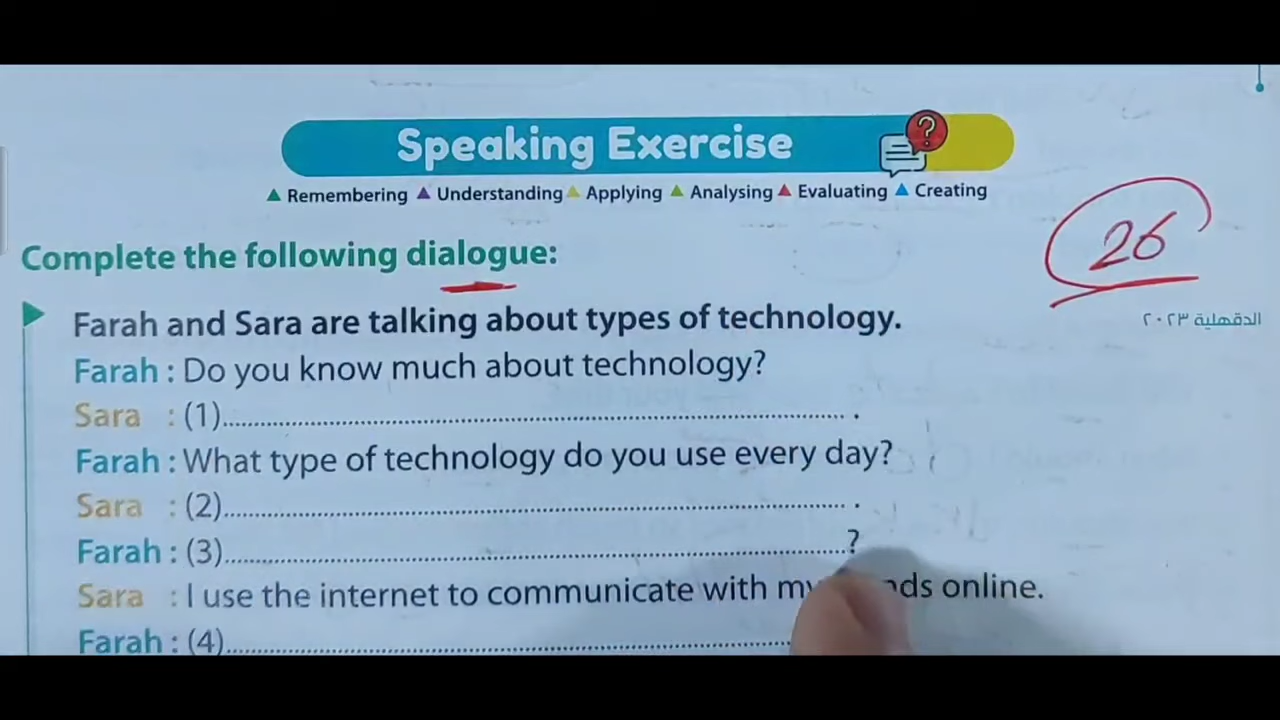 Speaking Exercise
Remembering Understanding Applying Analysing Evaluating Creating
26
Complete the following dialogue:
Farah and Sara are talking about types of technology.
الدقهلية ٢٠٢٣
Farah : Do you know much about technology?
Sara : (1)............................................................ .
Farah : What type of technology do you use every day?
Sara : (2)............................................................ .
Farah : (3)............................................................?
Sara : I use the internet to communicate with my online.
Farah : (4)............................................................